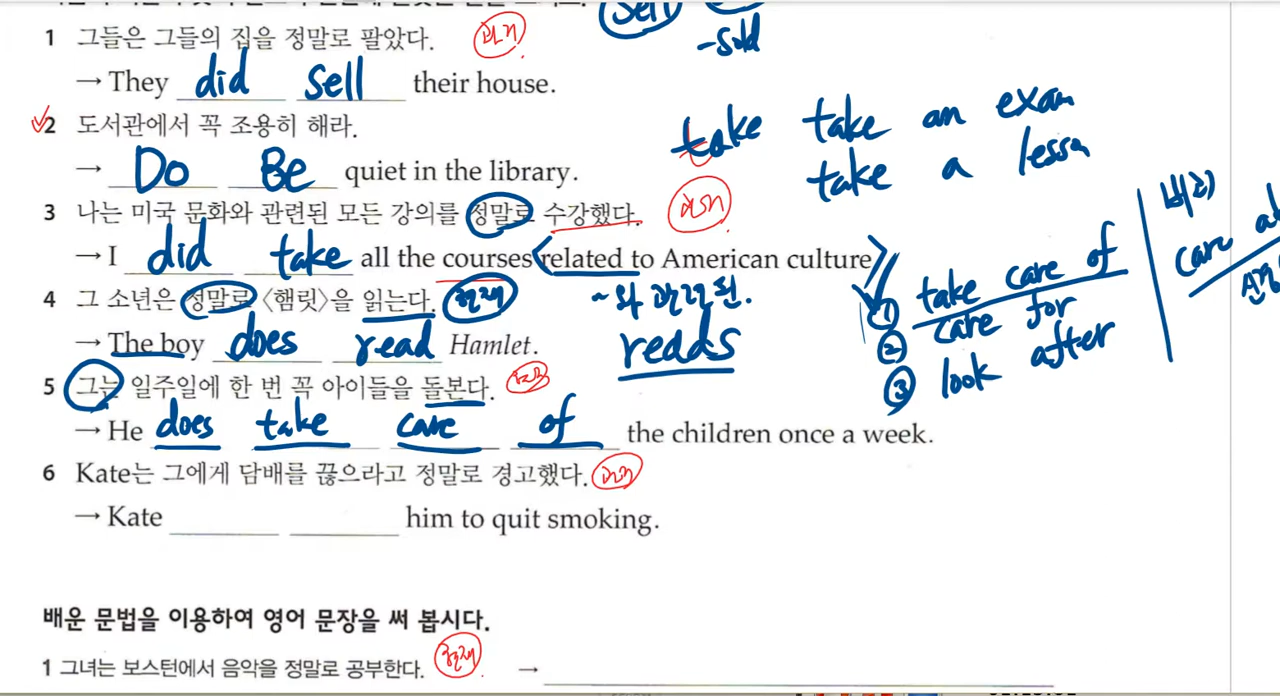 sell
-sold
1 그들은 그들의 집을 정말로 팔았다. 과거
→ They did sell their house.
2 도서관에서 꼭 조용히 해라.
→ Do Be quiet in the library.
take take an exam
take a
3 나는 미국 문화와 관련된 모든 강의를 정말로 수강했다.
→ I did take all the courses related to American culture
4 그 소년은 정말로 〈햄릿〉을 읽는다. 현재
~와 관련된.
→ The boy does read Hamlet.
reads
① take care of
② care for
③ look after
5 그는 일주일에 한 번 꼭 아이들을 돌본다.
→ He does take care of the children once a week.
6 Kate는 그에게 담배를 끊으라고 정말로 경고했다. 과거
→ Kate him to quit smoking.
배운 문법을 이용하여 영어 문장을 써 봅시다.
1 그녀는 보스턴에서 음악을 정말로 공부한다. 현재 →